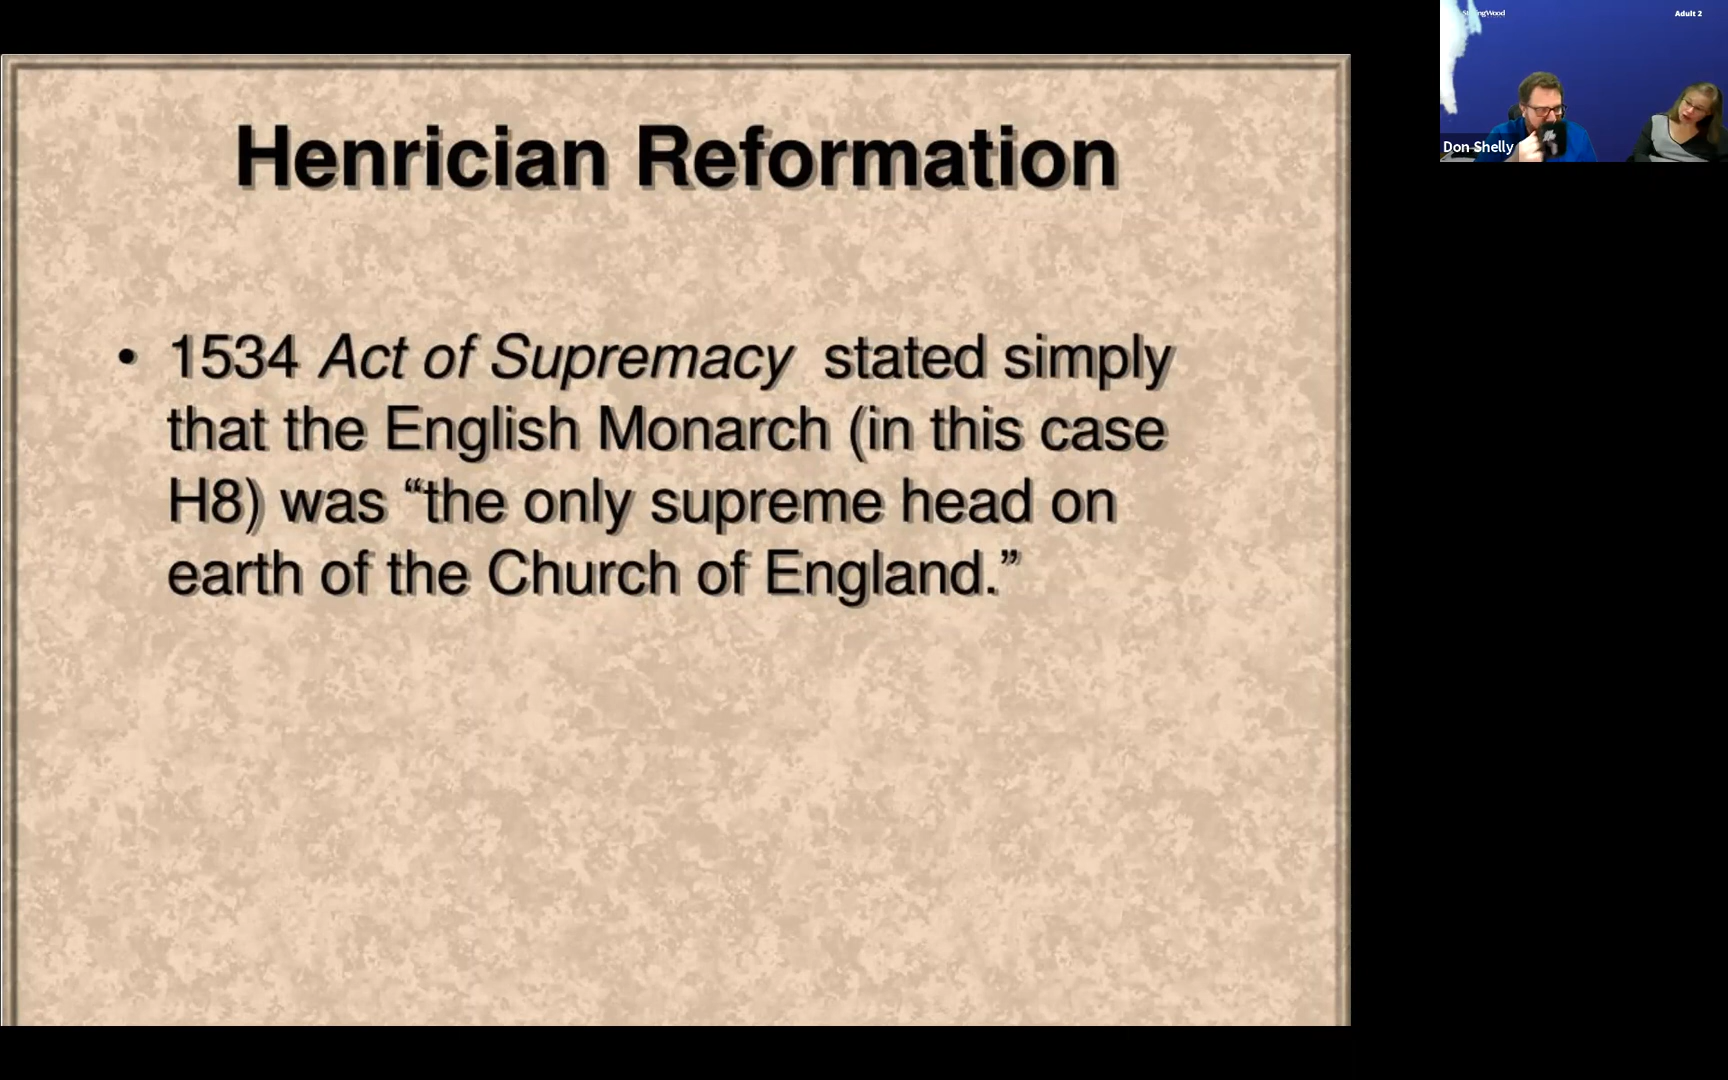 Henrician Reformation
• 1534 Act of Supremacy stated simply
that the English Monarch (in this case
H8) was “the only supreme head on
earth of the Church of England.”
Adult 2
Don Shelly